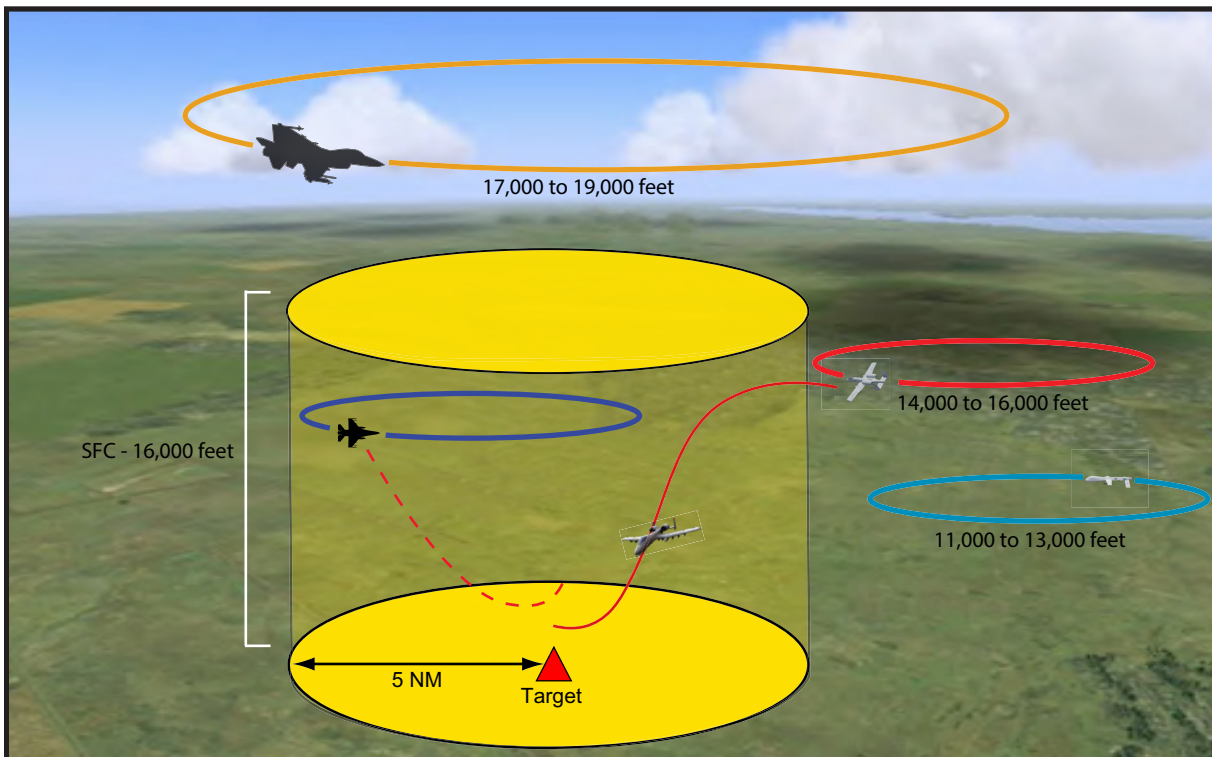 17,000 to 19,000 feet
SFC - 16,000 feet
14,000 to 16,000 feet
11,000 to 13,000 feet
5 NM
Target